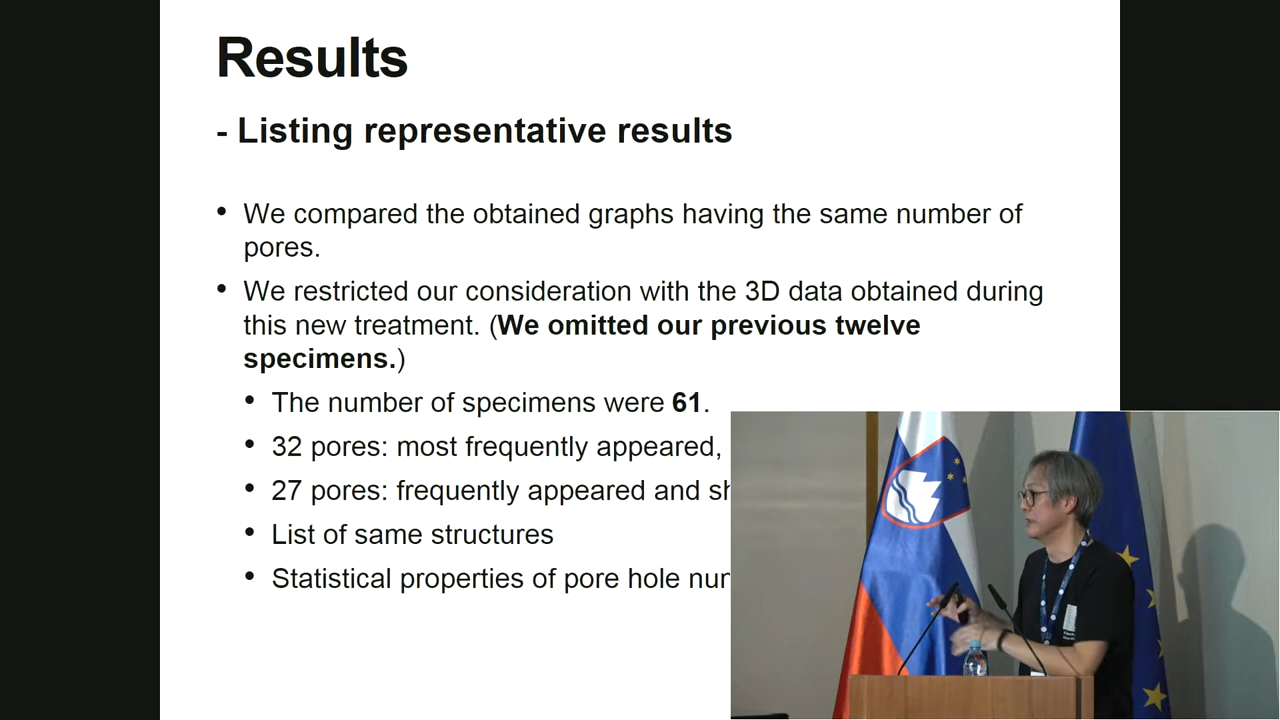 Results
- Listing representative results
• We compared the obtained graphs having the same number of
pores.
• We restricted our consideration with the 3D data obtained during
this new treatment. (We omitted our previous twelve
specimens.)
• The number of specimens were 61.
• 32 pores: most frequently appeared,
• 27 pores: frequently appeared and
• List of same structures
• Statistical properties of pore hole